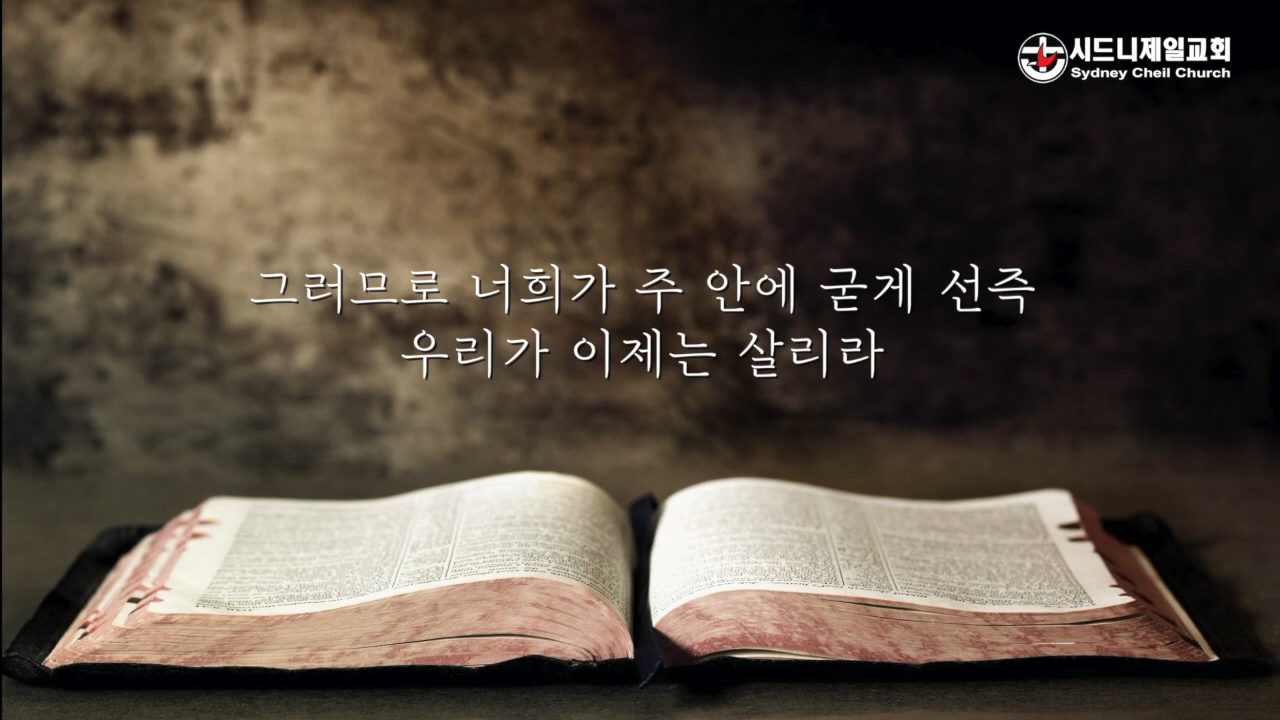 시드니제일교회
Sydney Cheil Church
그러므로 너희가 주 안에 굳게 선즉
우리가 이제는 살리라